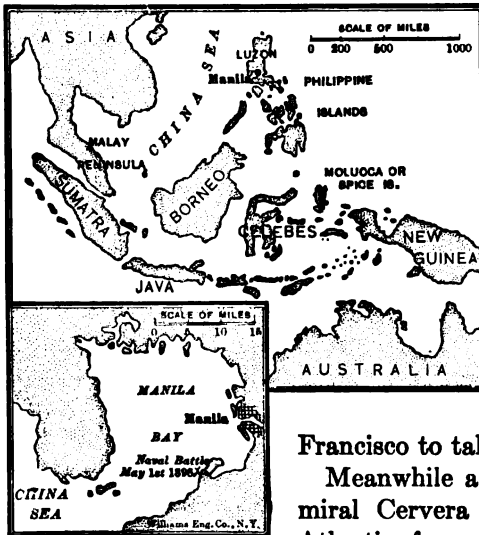 ASIA
CHINA SEA
LUZON
Manila
SCALE OF MILES
0 200 500 1000
PHILIPPINE
ISLANDS
MALAY
PENINSULA
SUMATRA
BORNEO
MOLUCCA OR
SPICE IS.
CELEBES
NEW
GUINEA
JAVA
AUSTRALIA
SCALE OF MILES
0 5 10 15
MANILA
BAY
Manila
Naval Battle
May 1st 1898
CHINA
SEA
Williams Eng. Co., N.Y.
Francisco to tal
Meanwhile a
miral Cervera